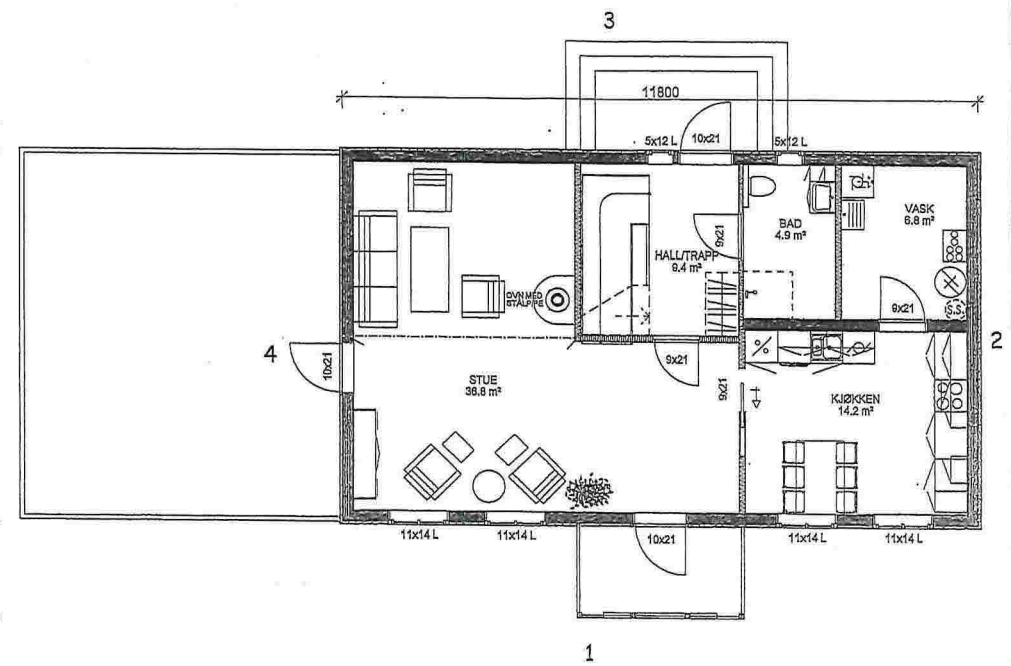 3
11800
5x12 L
10x21
5x12 L
VASK
6.8 m²
BAD
4.9 m²
9x21
HALL/TRAPP
9.4 m²
OVN MED
STÅLPIPE
9x21
S.S.
4
10x21
2
STUE
36.8 m²
9x21
9x21
KJØKKEN
14.2 m²
11x14 L
11x14 L
10x21
11x14 L
11x14 L
1